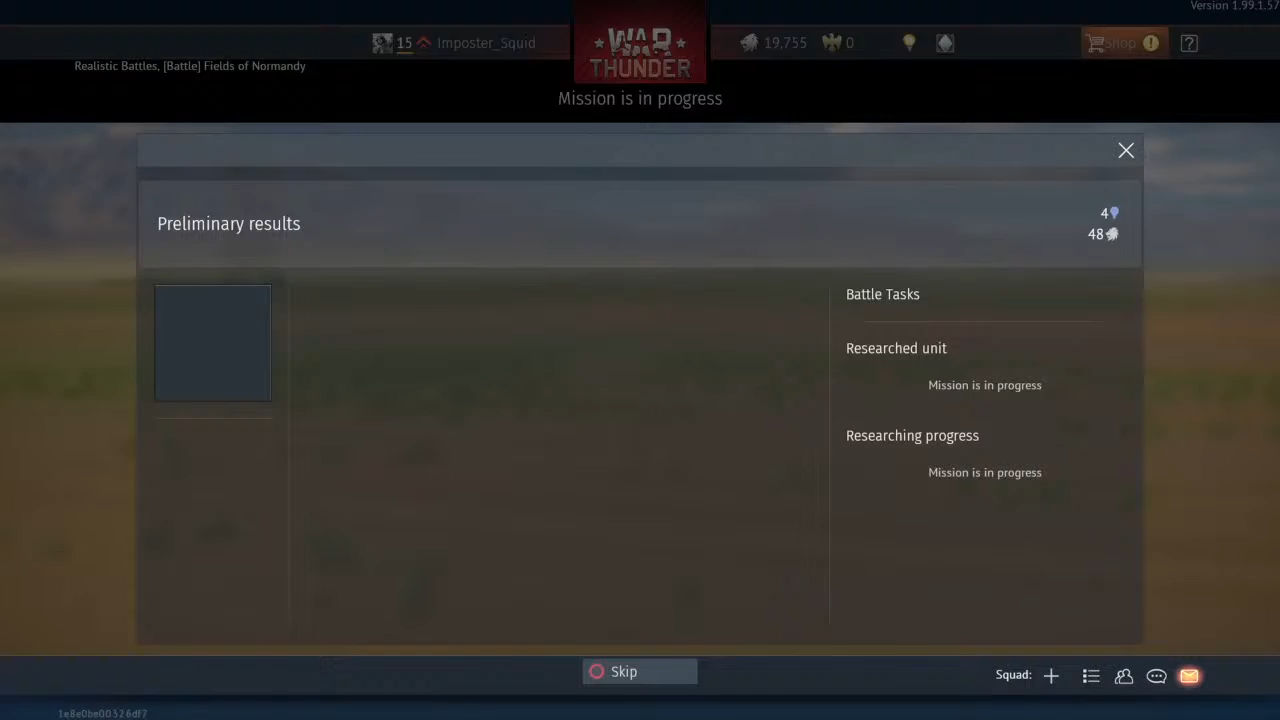 Version 1.99.1.57
15 Imposter_Squid
WAR THUNDER
19,755
0
Shop
Realistic Battles, [Battle] Fields of Normandy
Mission is in progress
Preliminary results
4
48
Battle Tasks
Researched unit
Mission is in progress
Researching progress
Mission is in progress
Skip
Squad:
1e8e0be00326df7